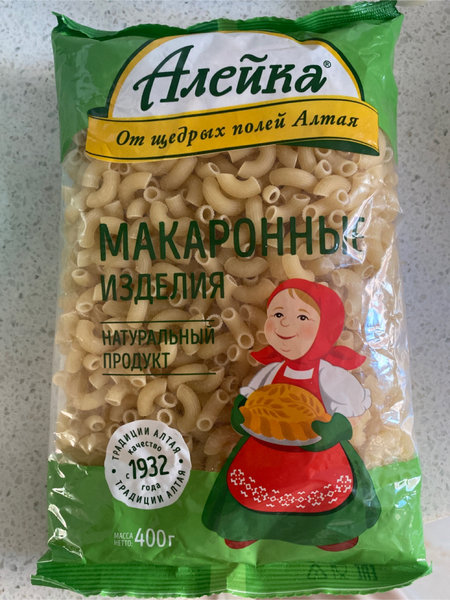 Алейка®
От щедрых полей Алтая
МАКАРОННЫЕ
ИЗДЕЛИЯ
НАТУРАЛЬНЫЙ
ПРОДУКТ
ТРАДИЦИИ АЛТАЯ
качество
с 1932
года
ТРАДИЦИИ АЛТАЯ
МАССА
НЕТТО: 400г